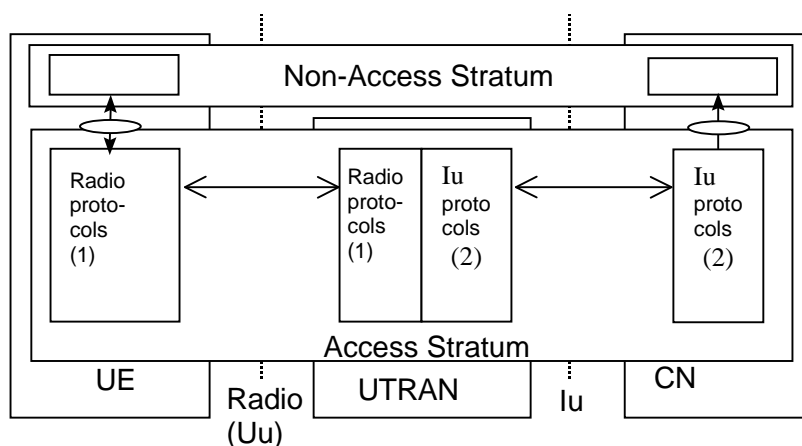 Non-Access Stratum
Radio
proto-
cols
(1)
Radio
proto-
cols
(1)
Iu
proto
cols
(2)
Iu
proto
cols
(2)
Access Stratum
UE
Radio
(Uu)
UTRAN
Iu
CN